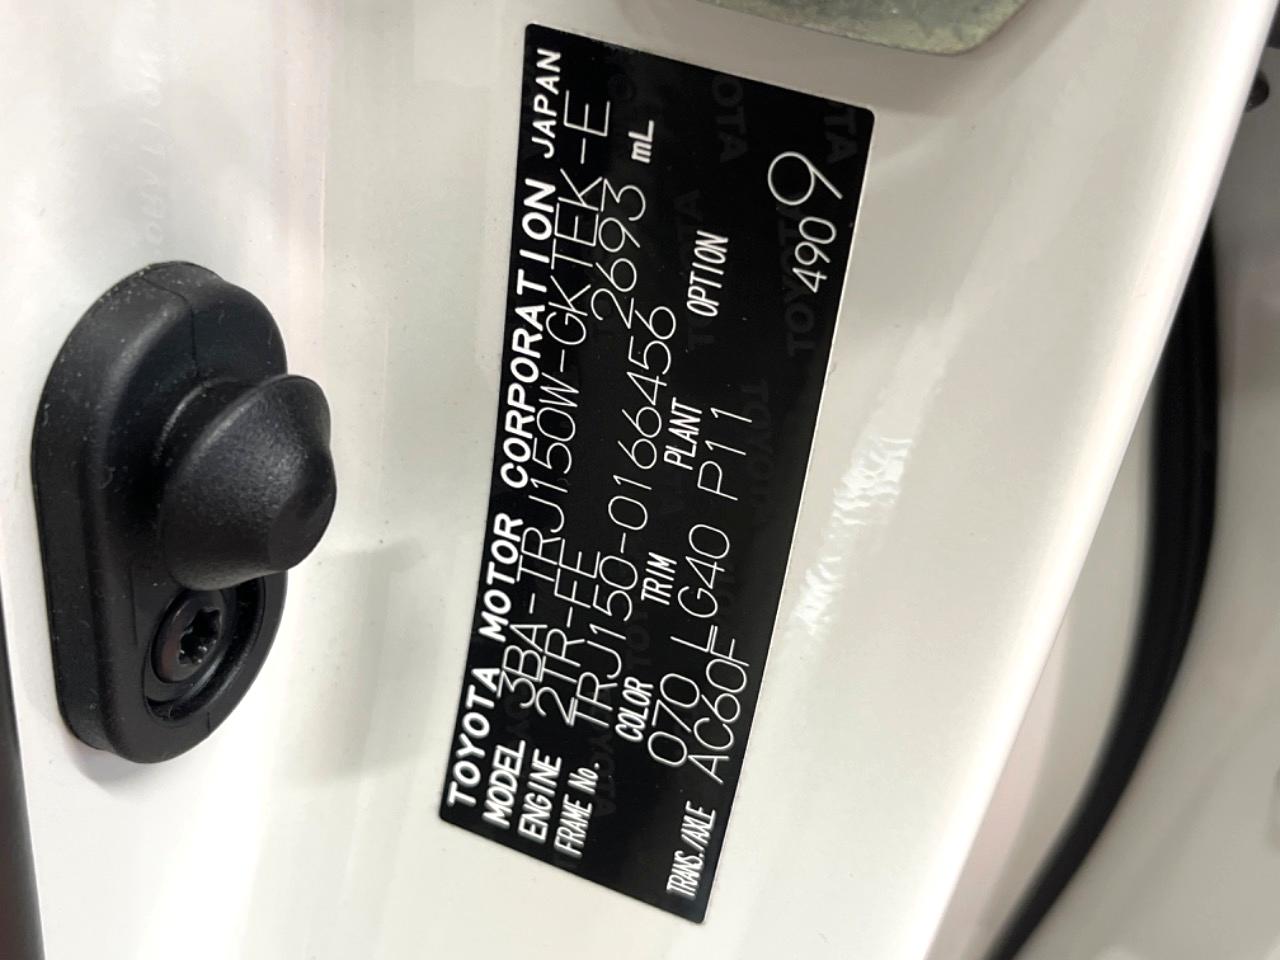 TOYOTA MOTOR CORPORATION JAPAN
MODEL 3BA-TRJ150W-GKTEK-E
ENGINE 2TR-FE 2693 mL
FRAME No. TRJ150-0166456
COLOR TRIM PLANT OPTION
070 LG40 P11
TRANS./AXLE AC60F
4909